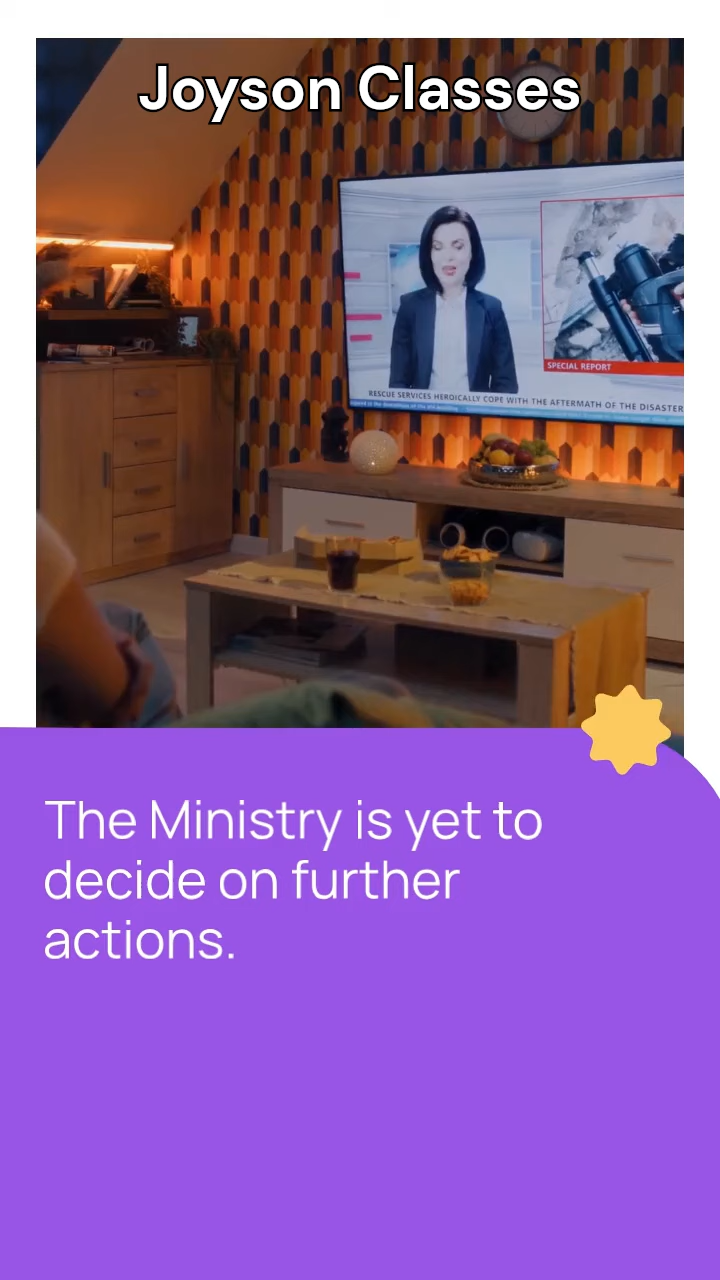 Joyson Classes
SPECIAL REPORT
RESCUE SERVICES HEROICALLY COPE WITH THE AFTERMATH OF THE DISASTER
The Ministry is yet to
decide on further
actions.